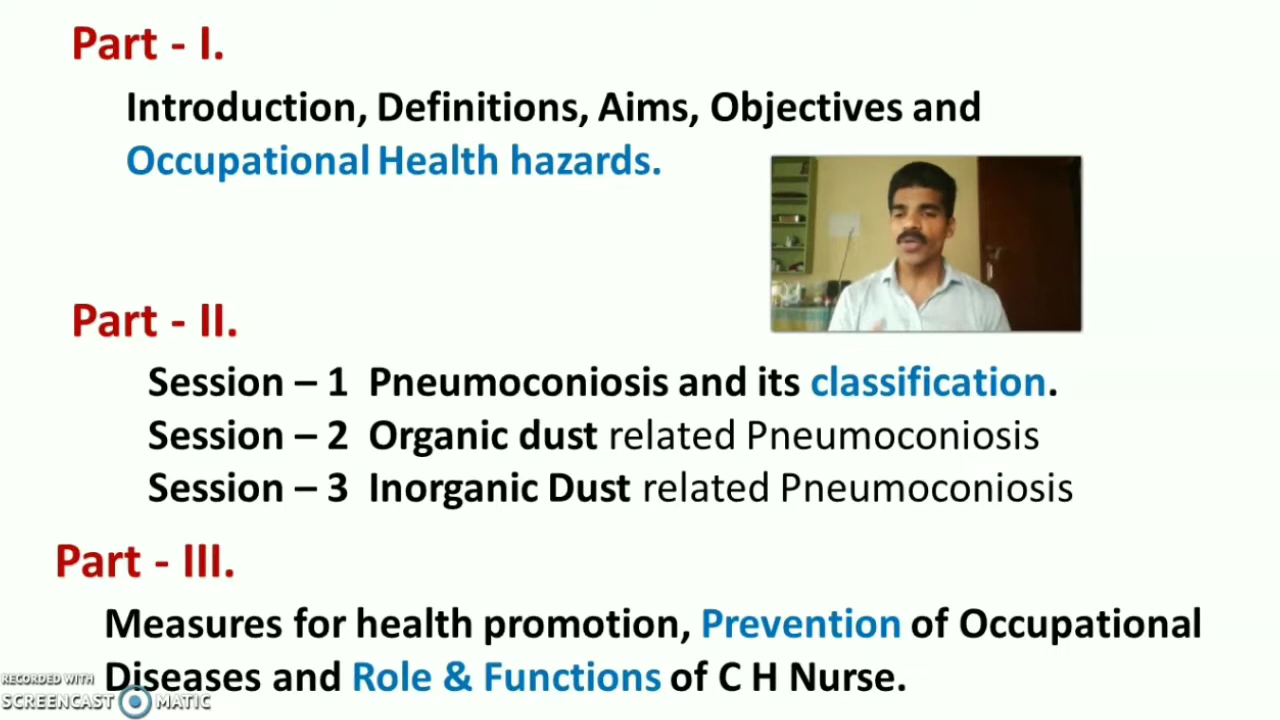 Part - I.
Introduction, Definitions, Aims, Objectives and
Occupational Health hazards.
Part - II.
Session – 1 Pneumoconiosis and its classification.
Session – 2 Organic dust related Pneumoconiosis
Session – 3 Inorganic Dust related Pneumoconiosis
Part - III.
Measures for health promotion, Prevention of Occupational
Diseases and Role & Functions of C H Nurse.
RECORDED WITH
SCREENCAST MATIC